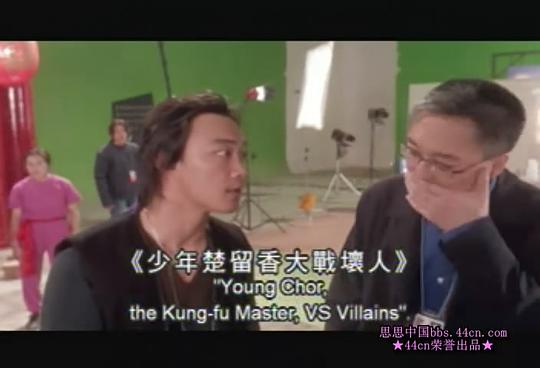 《少年楚留香大戰壞人》
"Young Chor,
the Kung-fu Master, VS Villains".
思思中国bbs.44cn.com
★44cn荣誉出品★